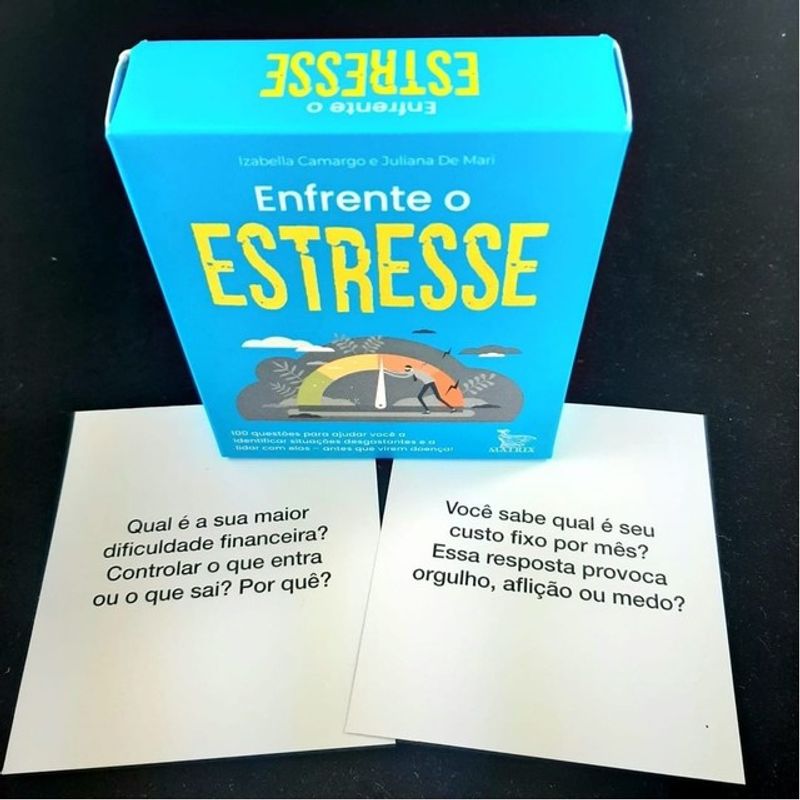 ESTRESSE
Enfrente o
Izabella Camargo e Juliana De Mari
Enfrente o
ESTRESSE
100 questões para ajudar você a
identificar situações desgastantes e a
lidar com elas – antes que virem doença!
MATRIX
Qual é a sua maior
dificuldade financeira?
Controlar o que entra
ou o que sai? Por quê?
Você sabe qual é seu
custo fixo por mês?
Essa resposta provoca
orgulho, aflição ou medo?